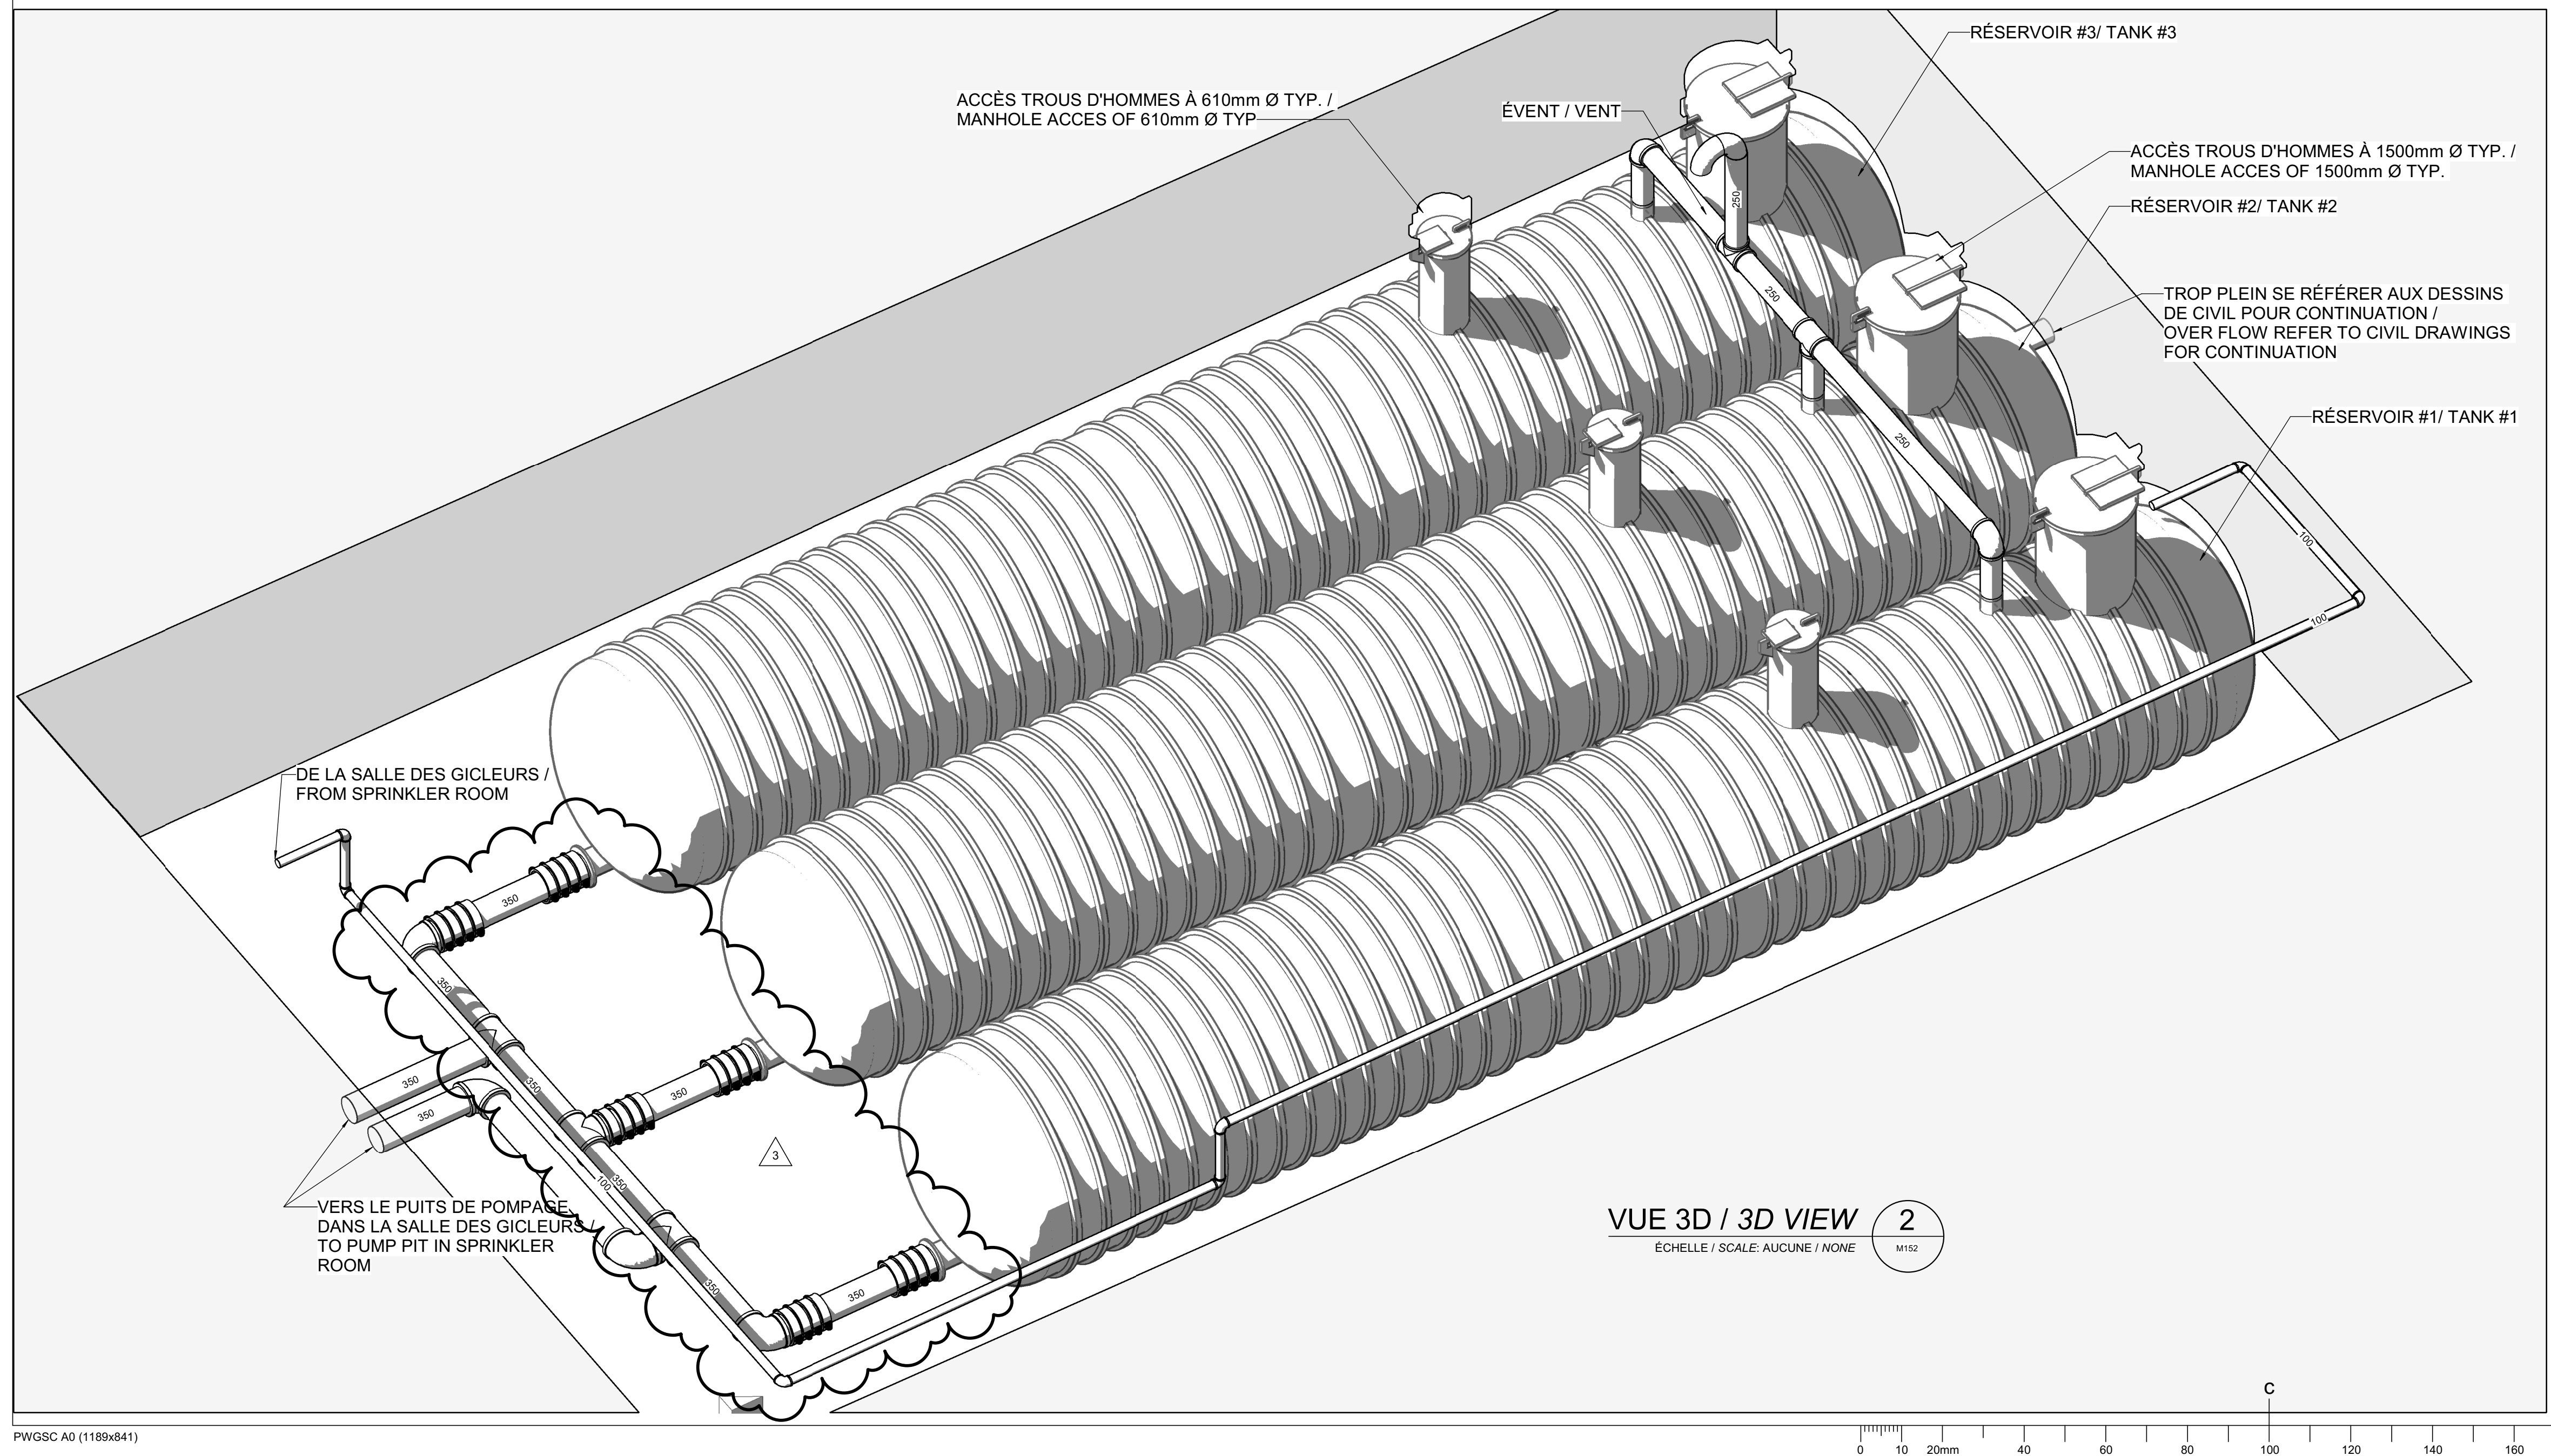 RÉSERVOIR #3/ TANK #3
ACCÈS TROUS D'HOMMES À 610mm Ø TYP. /
MANHOLE ACCES OF 610mm Ø TYP
ÉVENT / VENT
ACCÈS TROUS D'HOMMES À 1500mm Ø TYP. /
MANHOLE ACCES OF 1500mm Ø TYP.
RÉSERVOIR #2/ TANK #2
250
250
TROP PLEIN SE RÉFÉRER AUX DESSINS
DE CIVIL POUR CONTINUATION /
OVER FLOW REFER TO CIVIL DRAWINGS
FOR CONTINUATION
RÉSERVOIR #1/ TANK #1
250
100
100
DE LA SALLE DES GICLEURS /
FROM SPRINKLER ROOM
350
350
350
350
350
350
350
100
350
3
VERS LE PUITS DE POMPAGE
DANS LA SALLE DES GICLEURS /
TO PUMP PIT IN SPRINKLER
ROOM
350
350
VUE 3D / 3D VIEW
ÉCHELLE / SCALE: AUCUNE / NONE
2
M152
C
PWGSC A0 (1189x841)
0 10 20mm 40 60 80 100 120 140 160